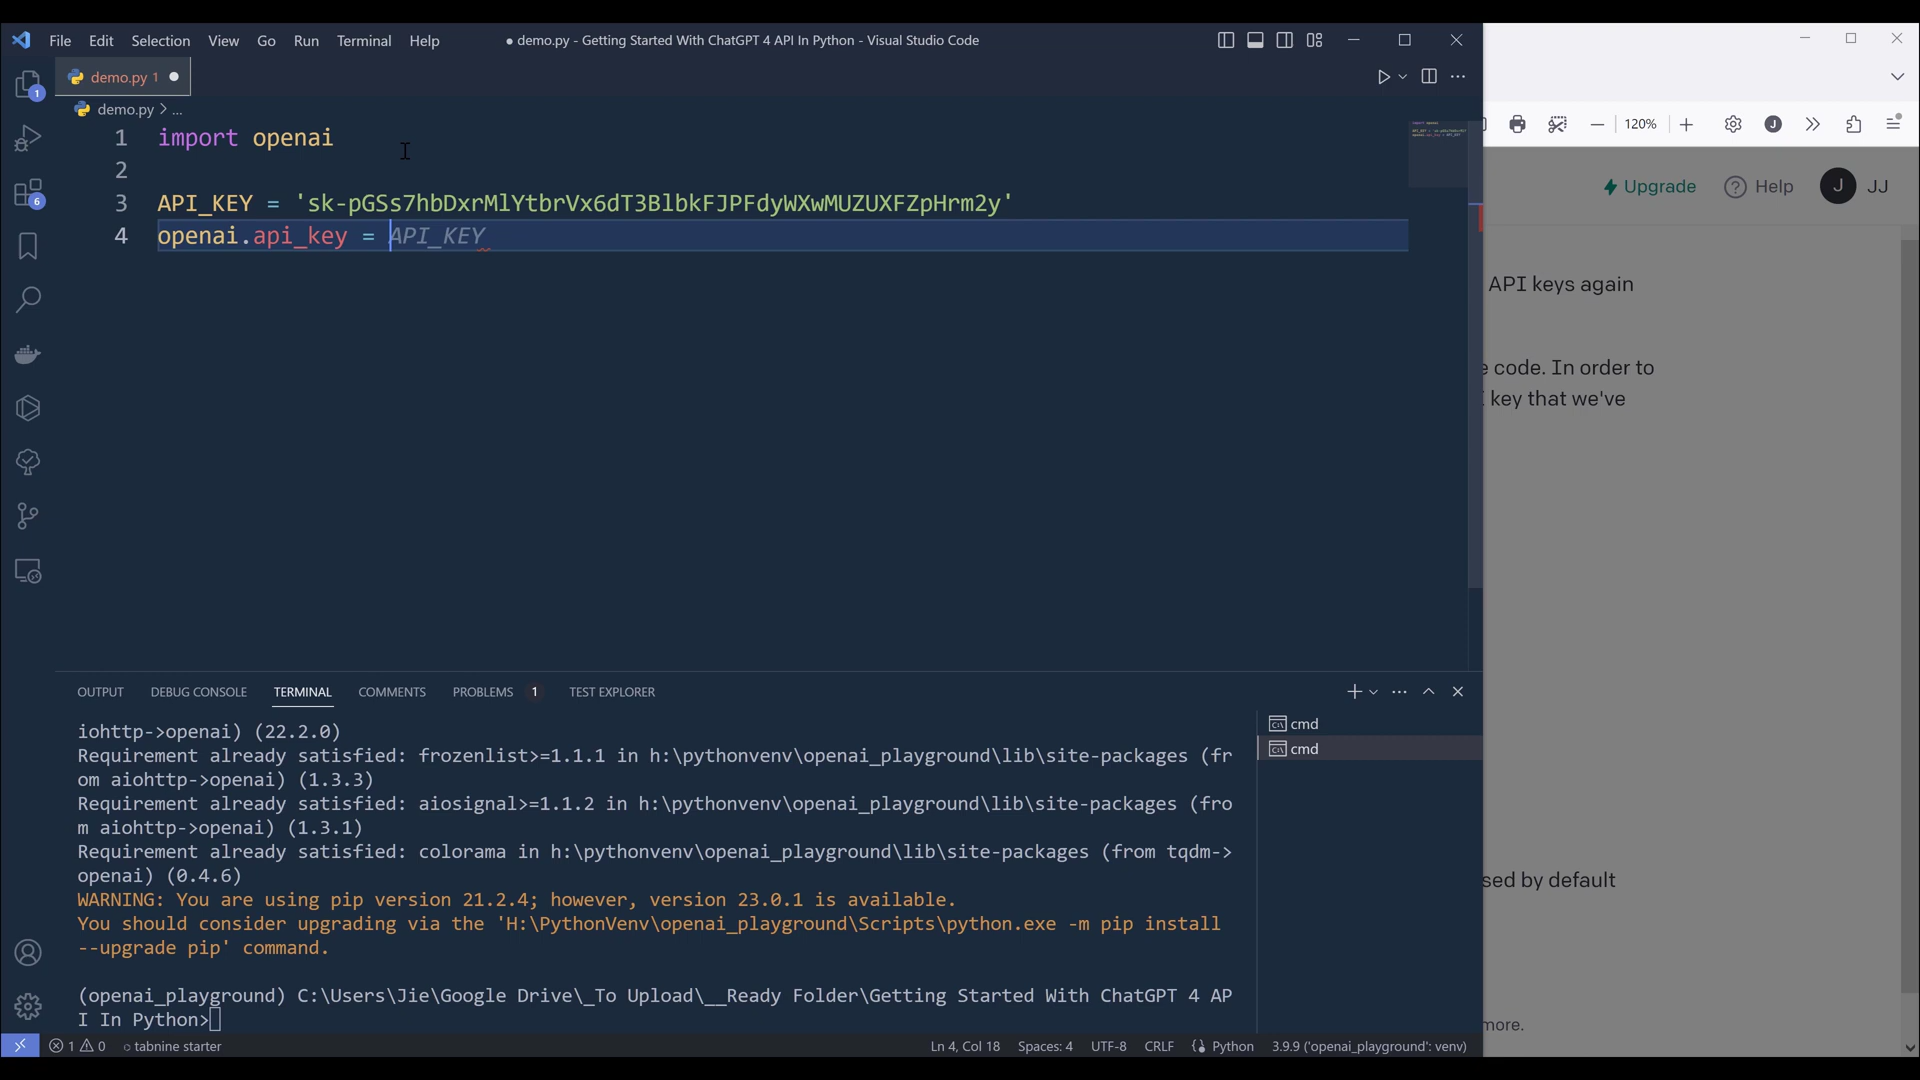 File Edit Selection View Go Run Terminal Help
● demo.py - Getting Started With ChatGPT 4 API In Python - Visual Studio Code
demo.py 1
demo.py > ...
1 import openai
2
3 API_KEY = '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'
4 openai.api_key = API_KEY
1
6
120%
J
Upgrade
Help
J
JJ
API keys again
code. In order to
key that we've
sed by default
more.
OUTPUT DEBUG CONSOLE TERMINAL COMMENTS PROBLEMS 1 TEST EXPLORER
iohttp->openai) (22.2.0)
Requirement already satisfied: frozenlist>=1.1.1 in h:\pythonvenv\openai_playground\lib\site-packages (fr
om aiohttp->openai) (1.3.3)
Requirement already satisfied: aiosignal>=1.1.2 in h:\pythonvenv\openai_playground\lib\site-packages (fro
m aiohttp->openai) (1.3.1)
Requirement already satisfied: colorama in h:\pythonvenv\openai_playground\lib\site-packages (from tqdm->
openai) (0.4.6)
WARNING: You are using pip version 21.2.4; however, version 23.0.1 is available.
You should consider upgrading via the 'H:\PythonVenv\openai_playground\Scripts\python.exe -m pip install
--upgrade pip' command.
(openai_playground) C:\Users\Jie\Google Drive\_To Upload\__Ready Folder\Getting Started With ChatGPT 4 AP
I In Python>
cmd
cmd
1 0 tabnine starter
Ln 4, Col 18 Spaces: 4 UTF-8 CRLF Python 3.9.9 ('openai_playground': venv)